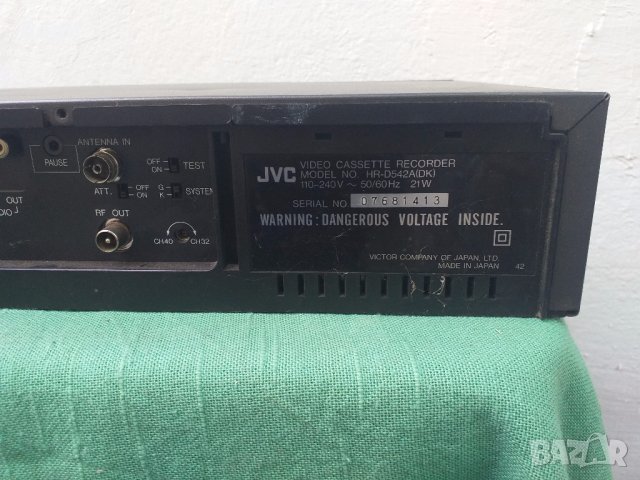 ANTENNA IN
PAUSE
OFF
ON
TEST
ATT.
OFF
ON
G
K
SYSTEM
OUT
RF OUT
CH40
CH32
JVC
VIDEO CASSETTE RECORDER
MODEL NO. HR-D542A(DK)
110-240V ~ 50/60Hz 21W
SERIAL NO. 07681413
WARNING: DANGEROUS VOLTAGE INSIDE.
VICTOR COMPANY OF JAPAN, LTD.
MADE IN JAPAN 42
BAZAR